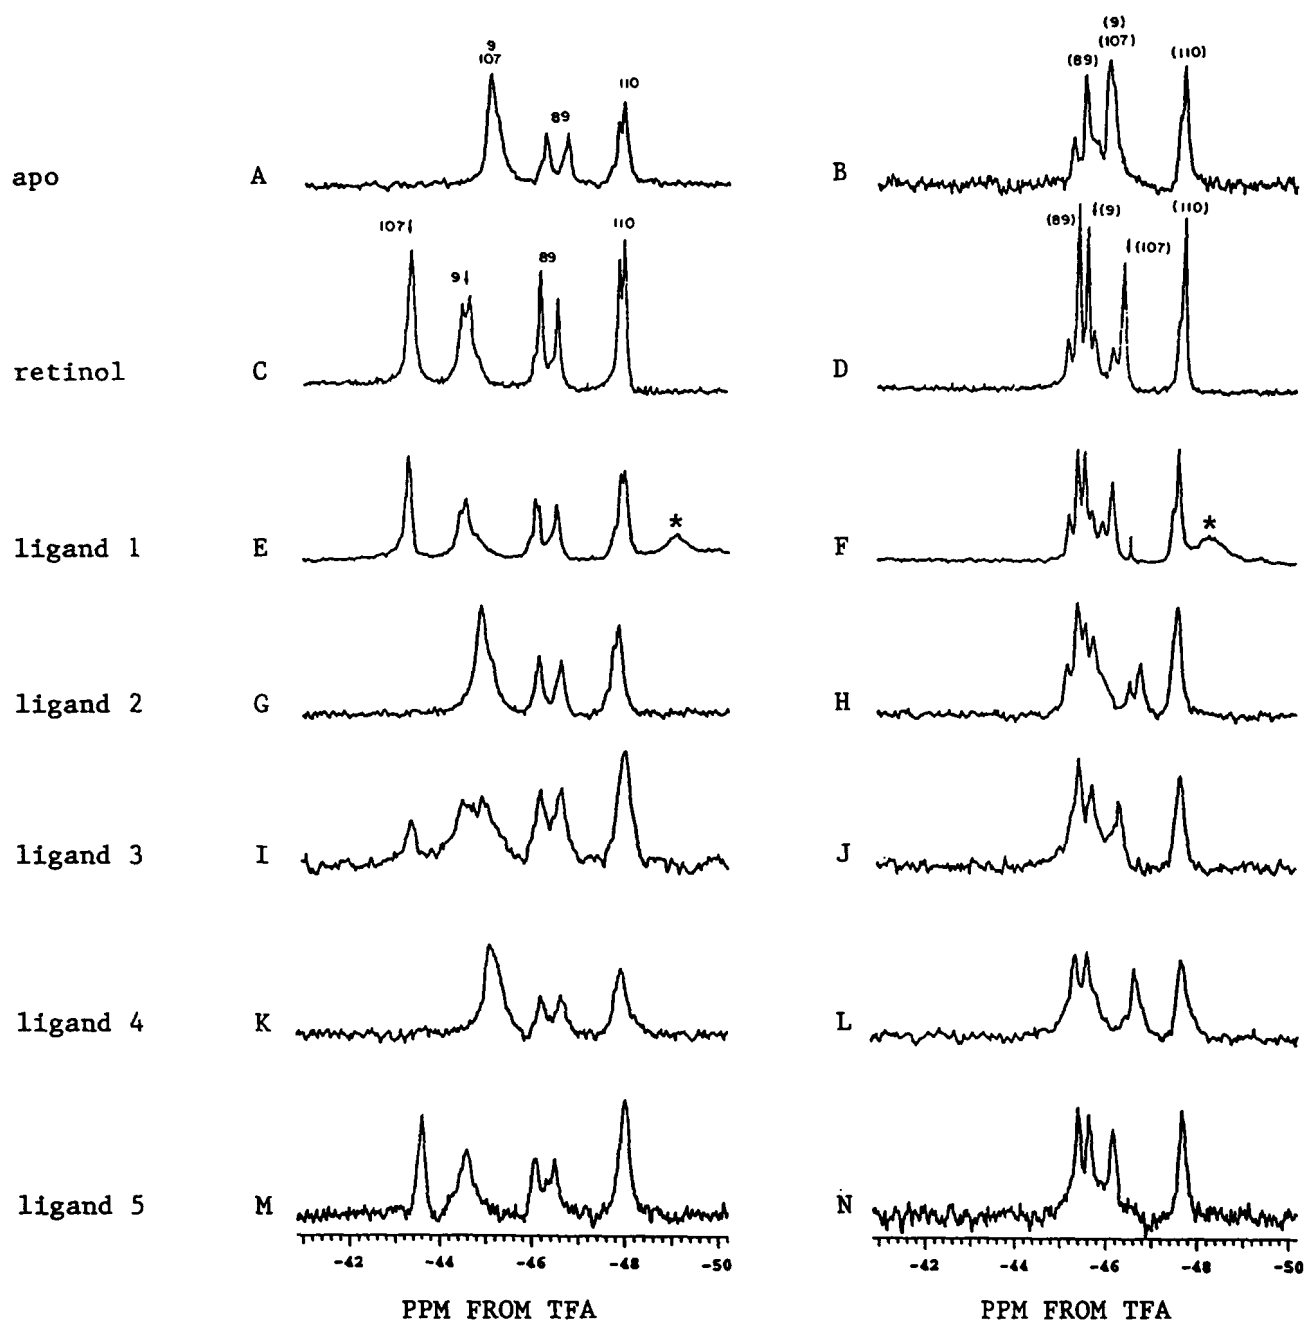 9
107
110
89
apo
A
(9)
(107)
(89)
(110)
B
107↓
9↓
89
110
retinol
C
(89)
↓(9)
↓(107)
(110)
D
ligand 1
E
*
F
*
ligand 2
G
H
ligand 3
I
J
ligand 4
K
L
ligand 5
M
N
-42
-44
-46
-48
-50
-42
-44
-46
-48
-50
PPM FROM TFA
PPM FROM TFA